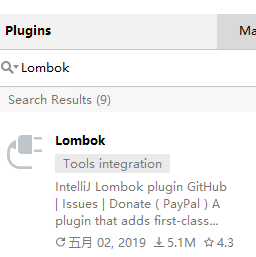 Plugins
Lombok
Search Results (9)
Lombok
Tools integration
IntelliJ Lombok plugin GitHub
| Issues | Donate ( PayPal ) A
plugin that adds first-class...
五月 02, 2019 5.1M 4.3